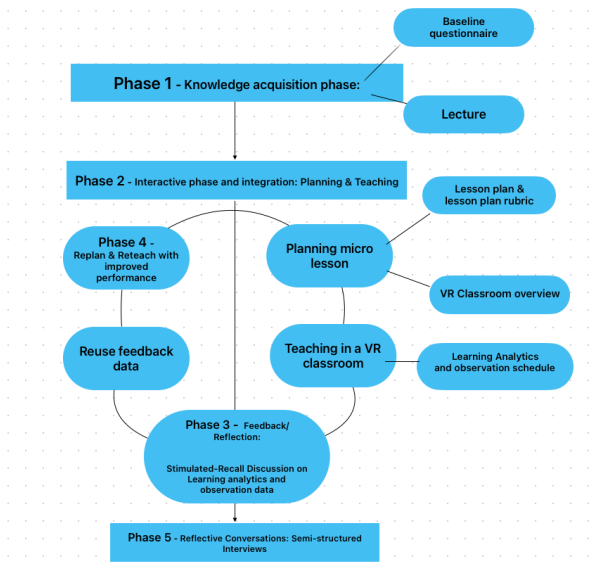 Baseline
questionnaire
Phase 1 - Knowledge acquisition phase:
Lecture
Phase 2 - Interactive phase and integration: Planning & Teaching
Lesson plan &
lesson plan rubric
Phase 4 -
Replan & Reteach with
improved
performance
Planning micro
lesson
VR Classroom overview
Reuse feedback
data
Teaching in a VR
classroom
Learning Analytics
and observation schedule
Phase 3 - Feedback/
Reflection:
Stimulated-Recall Discussion on
Learning analytics and
observation data
Phase 5 - Reflective Conversations: Semi-structured
Interviews